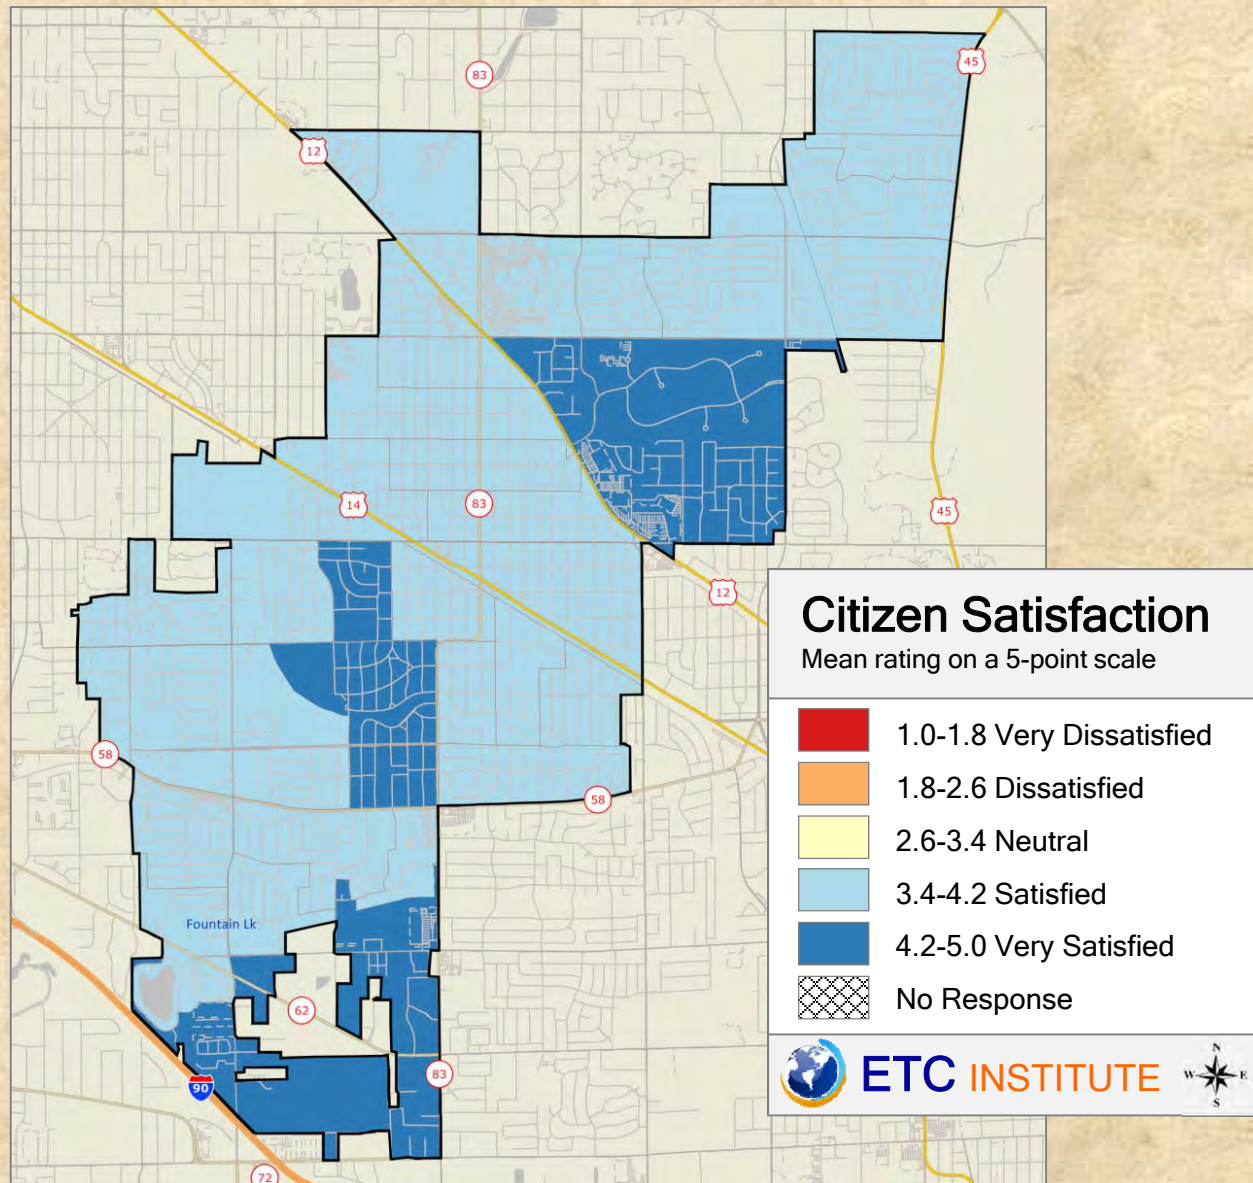 83
45
12
14
83
45
12
58
58
Fountain Lk
62
83
90
72
Citizen Satisfaction
Mean rating on a 5-point scale
1.0-1.8 Very Dissatisfied
1.8-2.6 Dissatisfied
2.6-3.4 Neutral
3.4-4.2 Satisfied
4.2-5.0 Very Satisfied
No Response
ETC INSTITUTE
N
W E
S